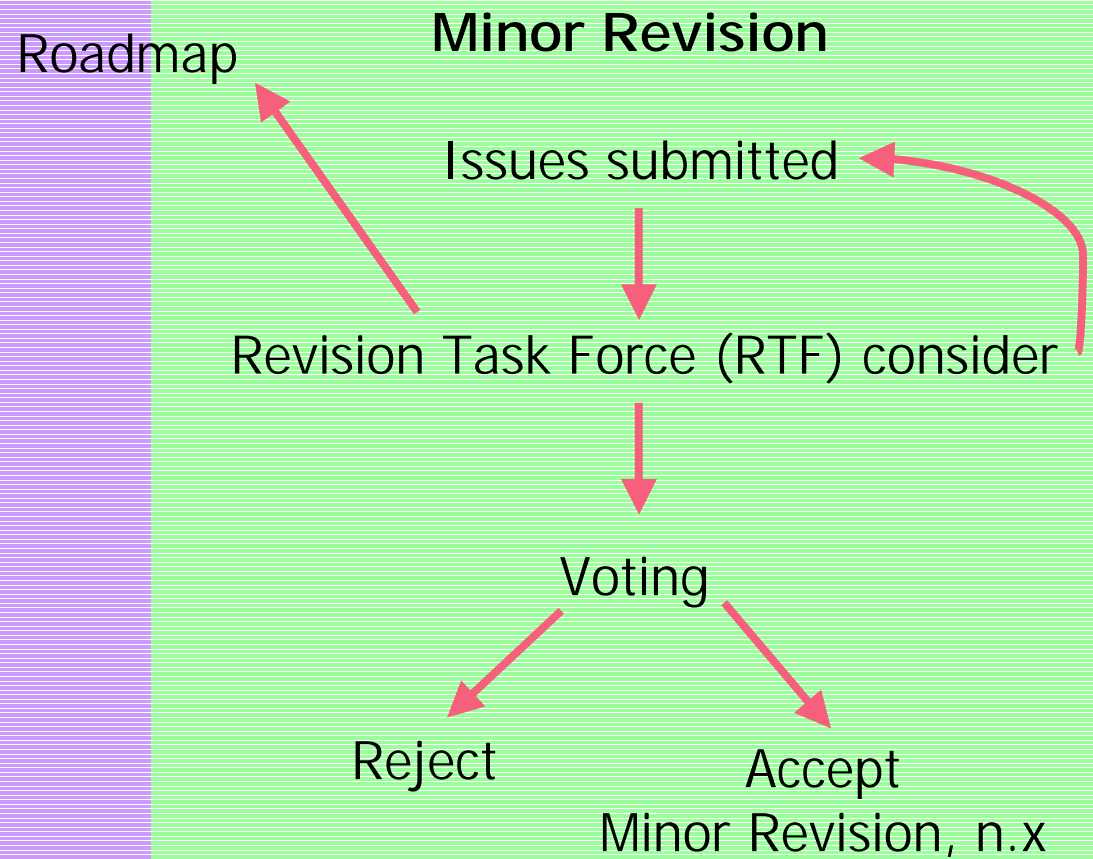 Minor Revision
Roadmap
Issues submitted
Revision Task Force (RTF) consider
Voting
Reject
Accept
Minor Revision, n.x